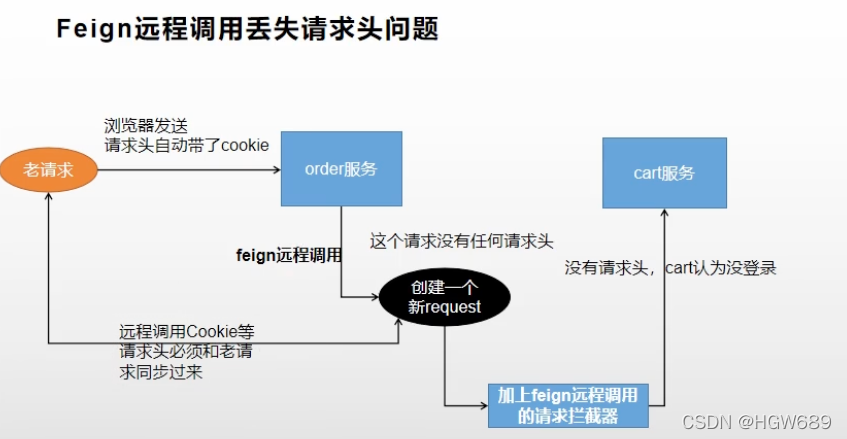 Feign远程调用丢失请求头问题
浏览器发送
请求头自动带了cookie
老请求
order服务
cart服务
feign远程调用
这个请求没有任何请求头
没有请求头，cart认为没登录
创建一个
新request
远程调用Cookie等
请求头必须和老请
求同步过来
加上feign远程调用
的请求拦截器
CSDN @HGW689